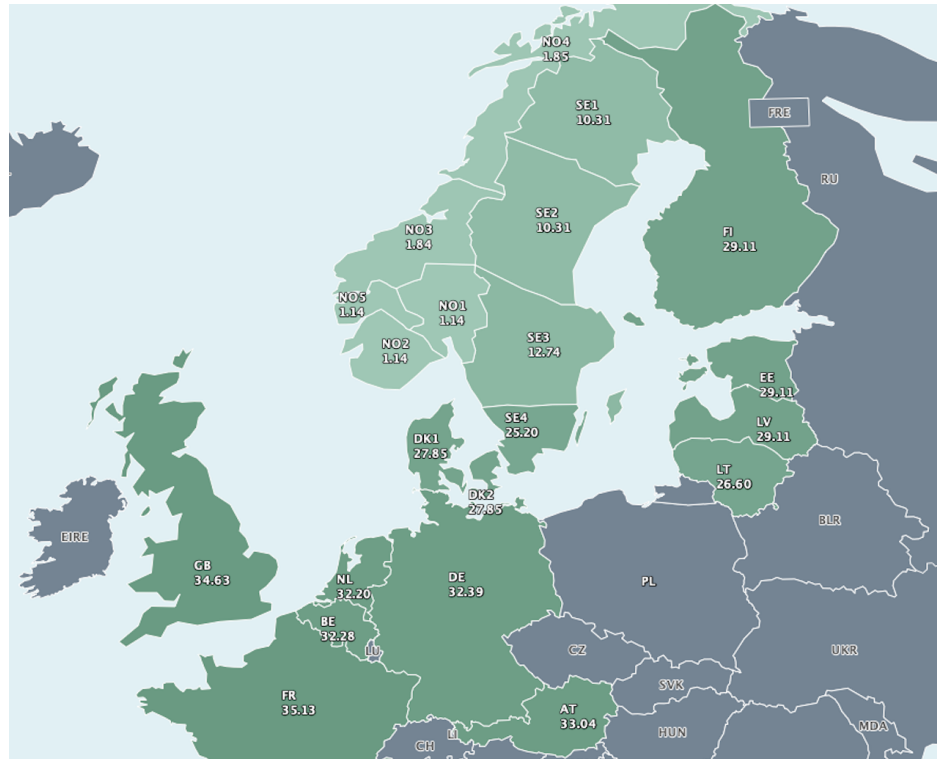 NO4
1.85
SE1
10.31
FRE
RU
SE2
10.31
NO3
1.84
FI
29.11
NO5
1.14
NO1
1.14
NO2
1.14
SE3
12.74
EE
29.11
SE4
25.20
LV
29.11
DK1
27.85
LT
26.60
DK2
27.85
BLR
EIRE
GB
34.63
NL
32.20
DE
32.39
PL
BE
32.28
LU
CZ
UKR
SVK
FR
35.13
AT
33.04
MDA
LI
HUN
CH